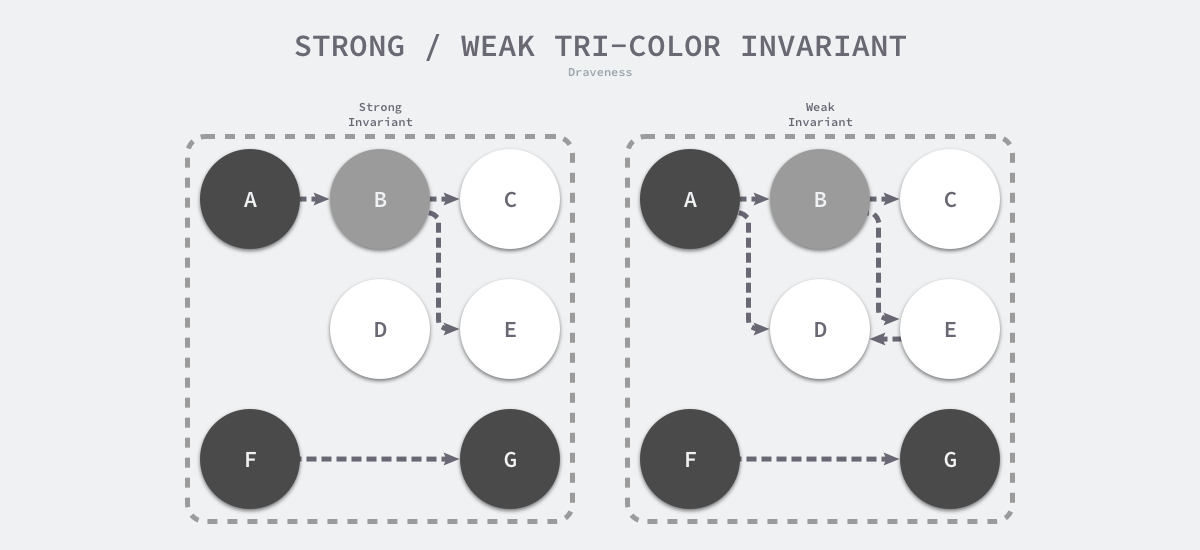 STRONG / WEAK TRI-COLOR INVARIANT
Draveness
Strong
Invariant
A
B
C
D
E
F
G
Weak
Invariant
A
B
C
D
E
F
G